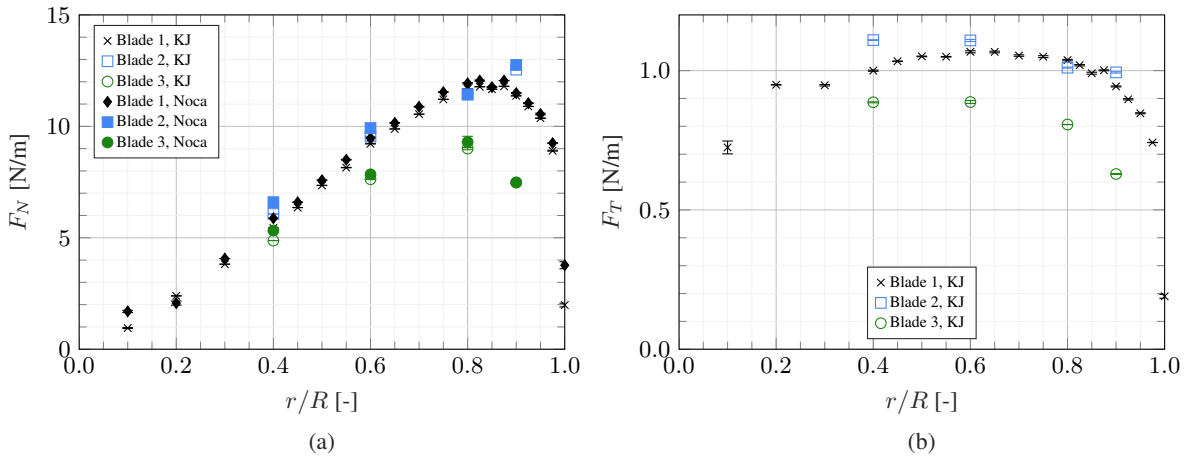 15
10
5
0
F_N [N/m]
Blade 1, KJ
Blade 2, KJ
Blade 3, KJ
Blade 1, Noca
Blade 2, Noca
Blade 3, Noca
0.0 0.2 0.4 0.6 0.8 1.0
r/R [-]
(a)
1.0
0.5
0.0
F_T [N/m]
Blade 1, KJ
Blade 2, KJ
Blade 3, KJ
0.0 0.2 0.4 0.6 0.8 1.0
r/R [-]
(b)